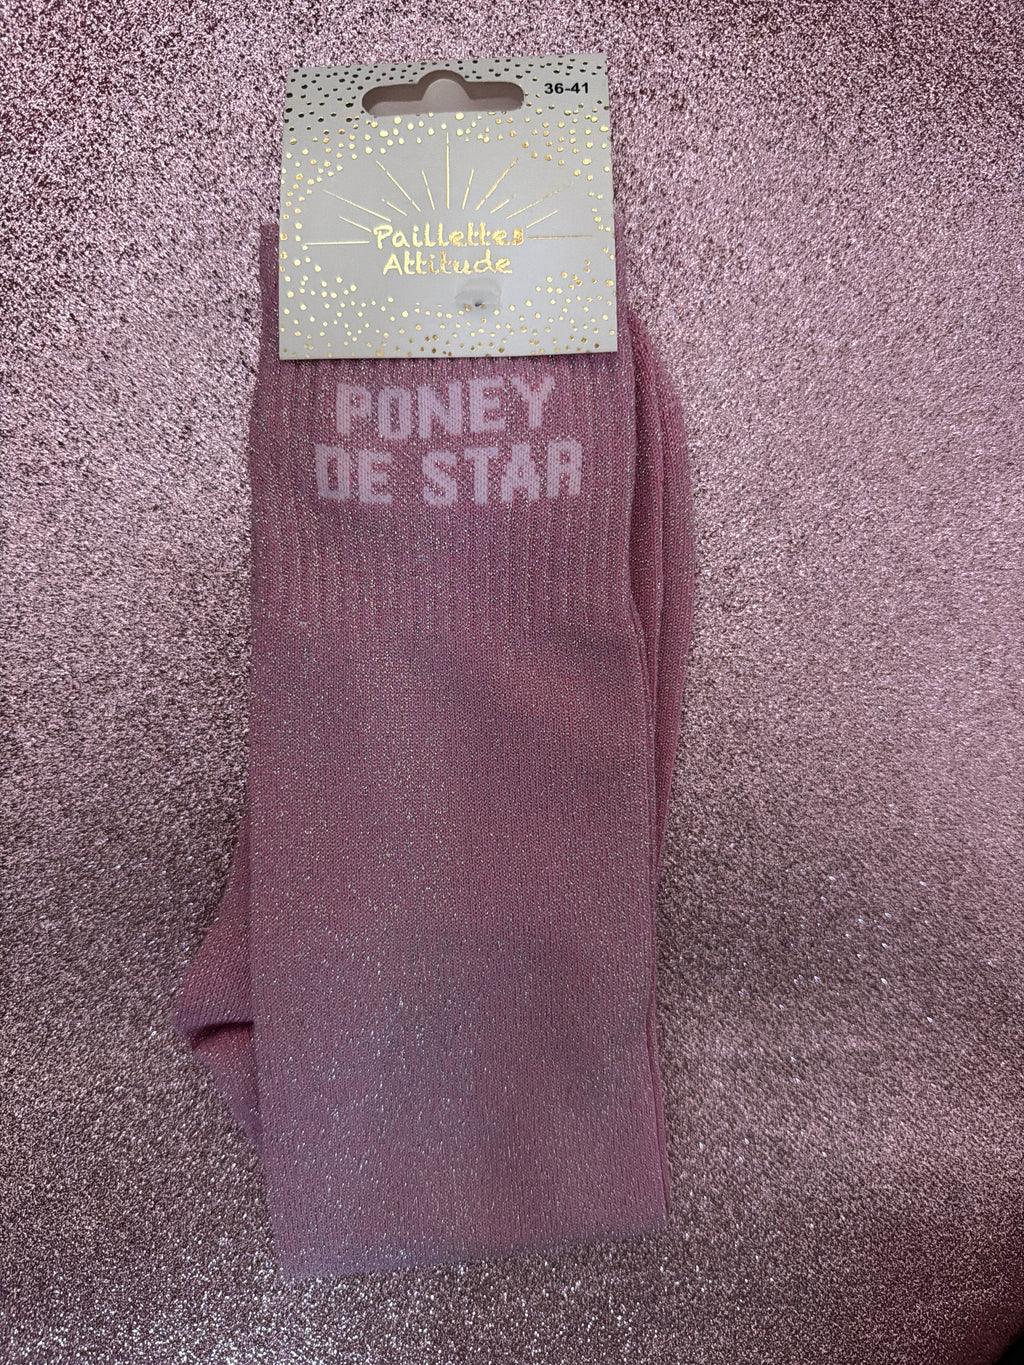 36-41
Paillettes
Attitude
PONEY
DE STAR